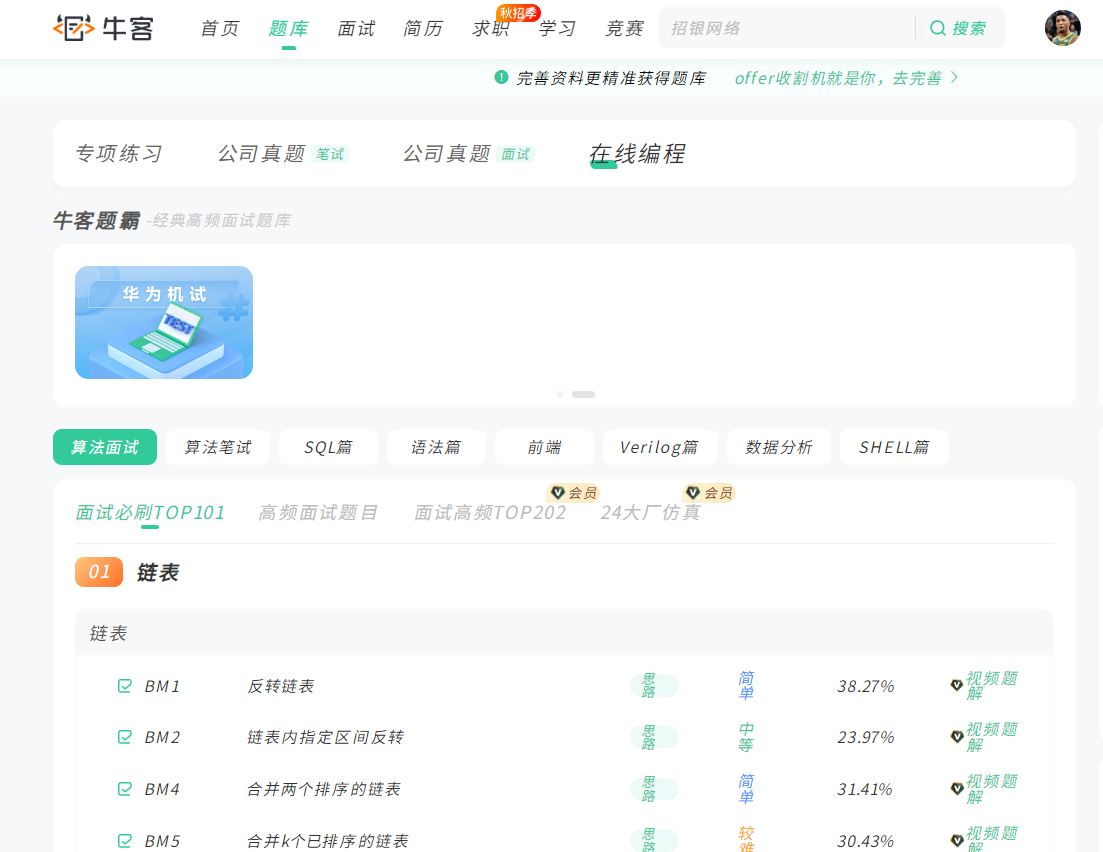 牛客 首页 题库 面试 简历 求职 秋招季 学习 竞赛 招银网络 搜索
完善资料更精准获得题库 offer收割机就是你，去完善
专项练习 公司真题 笔试 公司真题 面试 在线编程
牛客题霸 -经典高频面试题库
华为机试
TEST
算法面试 算法笔试 SQL篇 语法篇 前端 Verilog篇 数据分析 SHELL篇
面试必刷TOP101 高频面试题目 面试高频TOP202 会员 24大厂仿真 会员
01 链表
链表
BM1 反转链表 思路 简单 38.27% 视频题解
BM2 链表内指定区间反转 思路 中等 23.97% 视频题解
BM4 合并两个排序的链表 思路 简单 31.41% 视频题解
BM5 合并k个已排序的链表 思路 较难 30.43% 视频题解